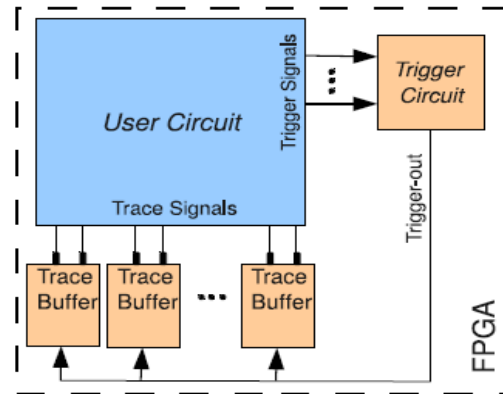 User Circuit
Trigger Signals
Trigger
Circuit
Trace Signals
Trigger-out
Trace
Buffer
Trace
Buffer
Trace
Buffer
FPGA